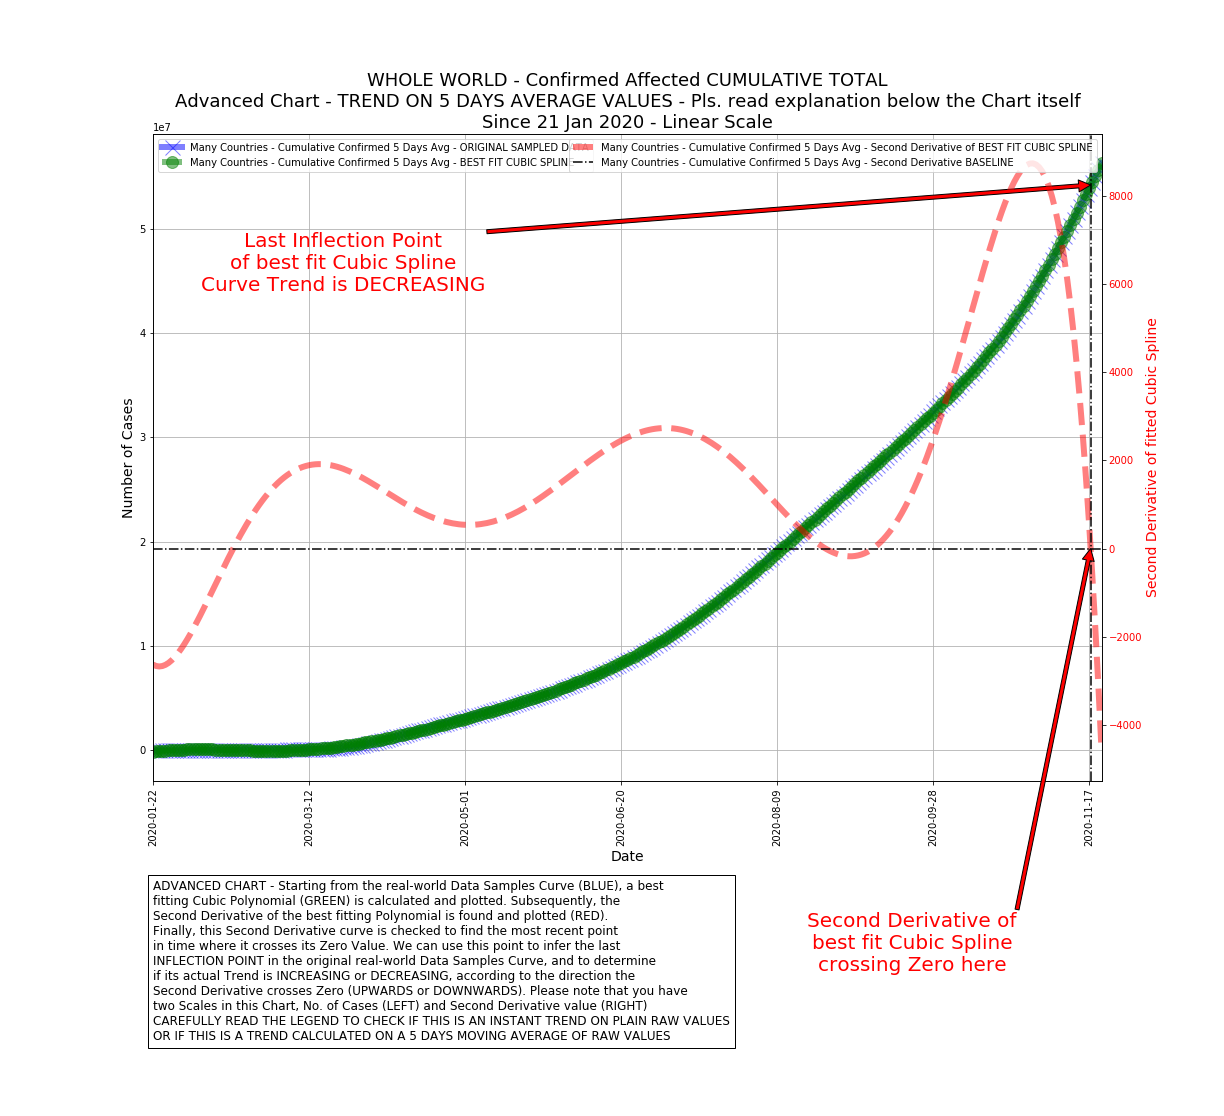 WHOLE WORLD - Confirmed Affected CUMULATIVE TOTAL
Advanced Chart - TREND ON 5 DAYS AVERAGE VALUES - Pls. read explanation below the Chart itself
Since 21 Jan 2020 - Linear Scale
1e7
Many Countries - Cumulative Confirmed 5 Days Avg - ORIGINAL SAMPLED DATA
Many Countries - Cumulative Confirmed 5 Days Avg - BEST FIT CUBIC SPLIN
Many Countries - Cumulative Confirmed 5 Days Avg - Second Derivative of BEST FIT CUBIC SPLINE
Many Countries - Cumulative Confirmed 5 Days Avg - Second Derivative BASELINE
Last Inflection Point
of best fit Cubic Spline
Curve Trend is DECREASING
Number of Cases
5
4
3
2
1
0
8000
6000
4000
2000
0
−2000
−4000
Second Derivative of fitted Cubic Spline
2020-01-22
2020-03-12
2020-05-01
2020-06-20
2020-08-09
2020-09-28
2020-11-17
Date
ADVANCED CHART - Starting from the real-world Data Samples Curve (BLUE), a best
fitting Cubic Polynomial (GREEN) is calculated and plotted. Subsequently, the
Second Derivative of the best fitting Polynomial is found and plotted (RED).
Finally, this Second Derivative curve is checked to find the most recent point
in time where it crosses its Zero Value. We can use this point to infer the last
INFLECTION POINT in the original real-world Data Samples Curve, and to determine
if its actual Trend is INCREASING or DECREASING, according to the direction the
Second Derivative crosses Zero (UPWARDS or DOWNWARDS). Please note that you have
two Scales in this Chart, No. of Cases (LEFT) and Second Derivative value (RIGHT)
CAREFULLY READ THE LEGEND TO CHECK IF THIS IS AN INSTANT TREND ON PLAIN RAW VALUES
OR IF THIS IS A TREND CALCULATED ON A 5 DAYS MOVING AVERAGE OF RAW VALUES
Second Derivative of
best fit Cubic Spline
crossing Zero here